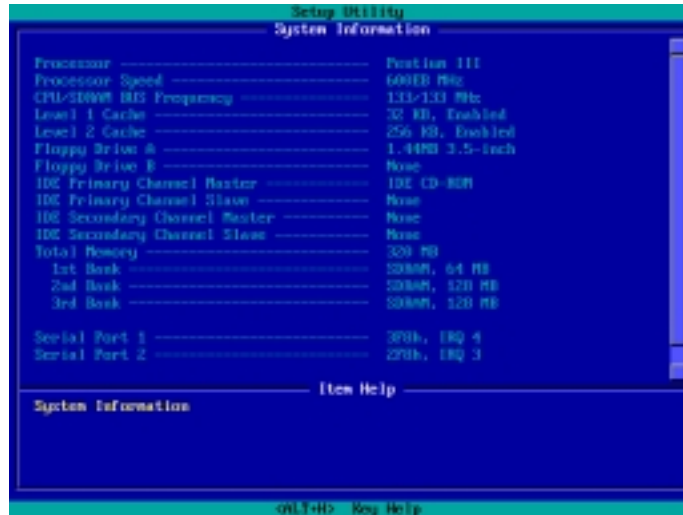 Setup Utility
System Information
Processor Pentium III
Processor Speed 600EB MHz
CPU/SDRAM BUS Frequency 133/133 MHz
Level 1 Cache 32 KB, Enabled
Level 2 Cache 256 KB, Enabled
Floppy Drive A 1.44MB 3.5-inch
Floppy Drive B None
IDE Primary Channel Master IDE CD-ROM
IDE Primary Channel Slave None
IDE Secondary Channel Master None
IDE Secondary Channel Slave None
Total Memory 320 MB
1st Bank SDRAM, 64 MB
2nd Bank SDRAM, 128 MB
3rd Bank SDRAM, 128 MB
Serial Port 1 3F8h, IRQ 4
Serial Port 2 2F8h, IRQ 3
Item Help
System Information
<ALT+H> Key Help